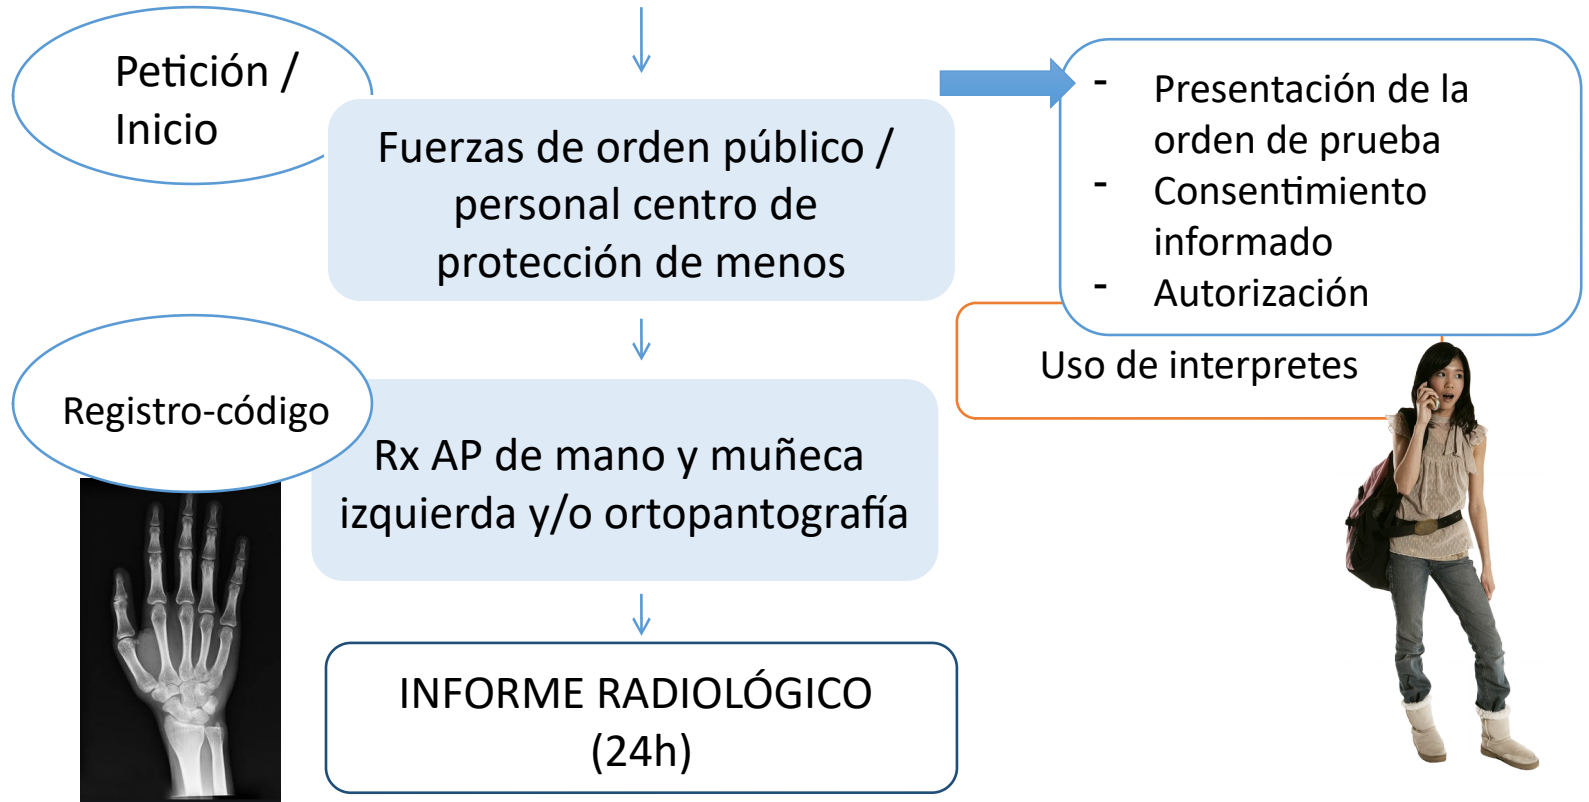 Petición /
Inicio
Fuerzas de orden público /
personal centro de
protección de menos
- Presentación de la
orden de prueba
- Consentimiento
informado
- Autorización
Uso de interpretes
Registro-código
Rx AP de mano y muñeca
izquierda y/o ortopantografía
INFORME RADIOLÓGICO
(24h)